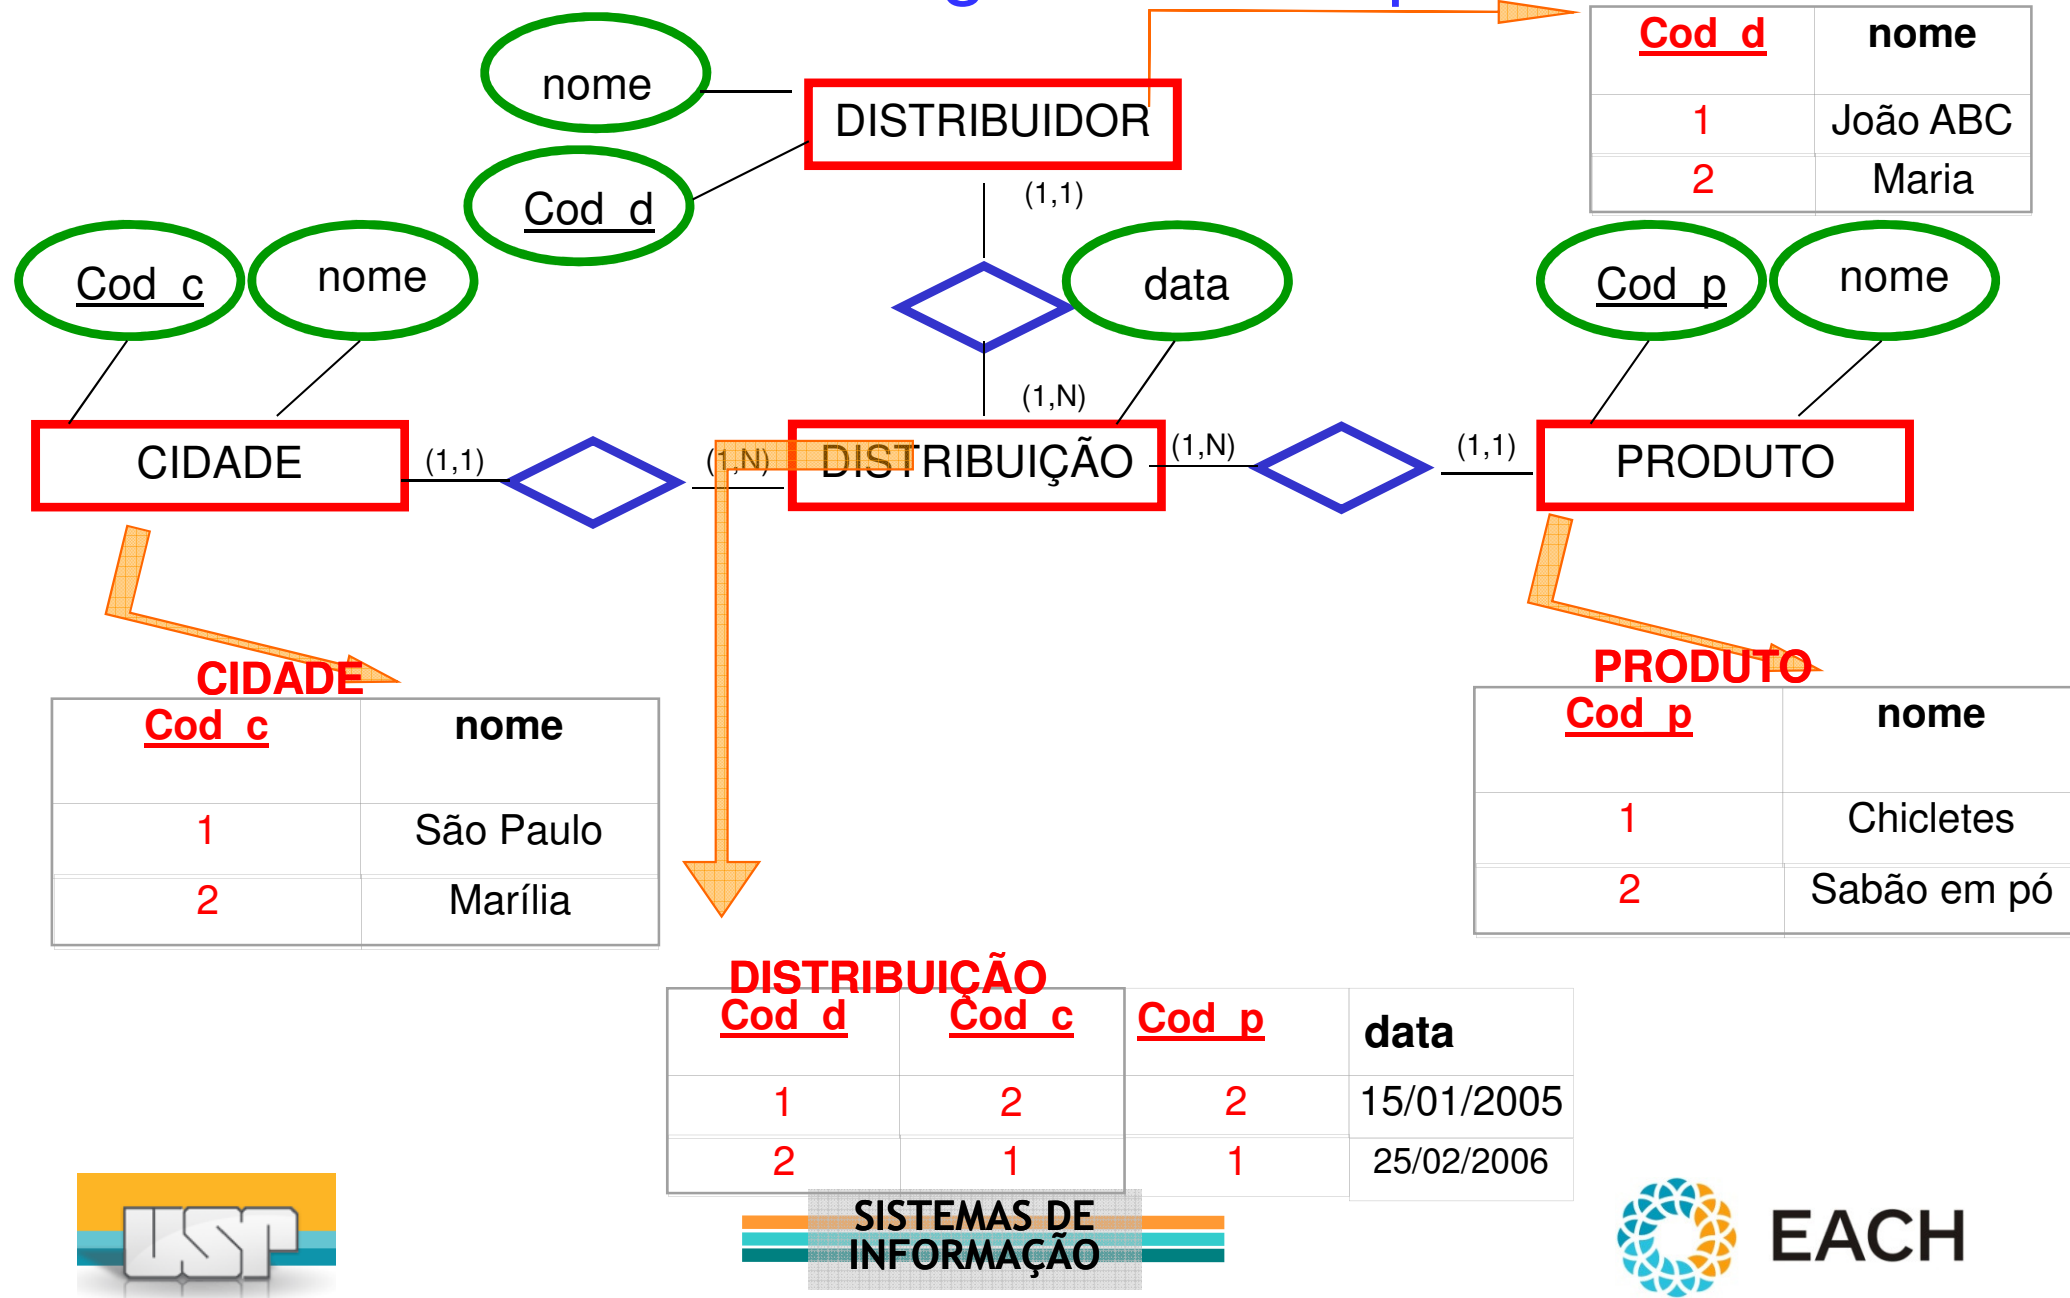 Cod_d nome
1 João ABC
2 Maria
nome
DISTRIBUIDOR
Cod_d
(1,1)
Cod_c
nome
data
Cod_p
nome
(1,N)
CIDADE
(1,1)
(1,N)
DISTRIBUIÇÃO
(1,N)
(1,1)
PRODUTO
CIDADE
Cod_c nome
1 São Paulo
2 Marília
PRODUTO
Cod_p nome
1 Chicletes
2 Sabão em pó
DISTRIBUIÇÃO
Cod_d Cod_c Cod_p data
1 2 2 15/01/2005
2 1 1 25/02/2006
USP
SISTEMAS DE
INFORMAÇÃO
EACH